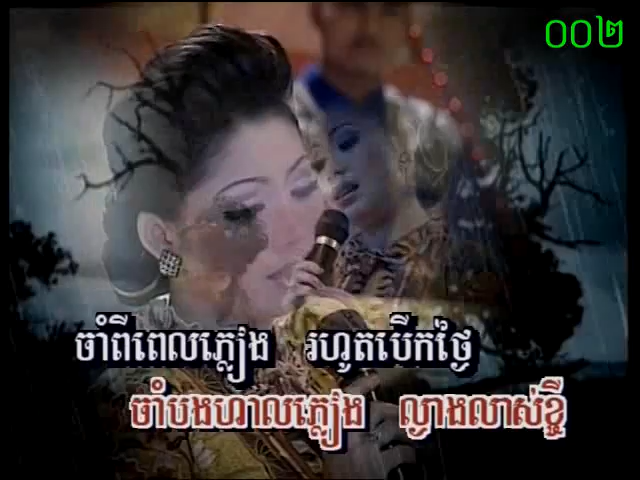 ០០២
ចាំពីពេលភ្លៀង រហូតបើកថ្ងៃ
ចាំបងហាលភ្លៀង ល្ងាងលាស់ខ្ចី